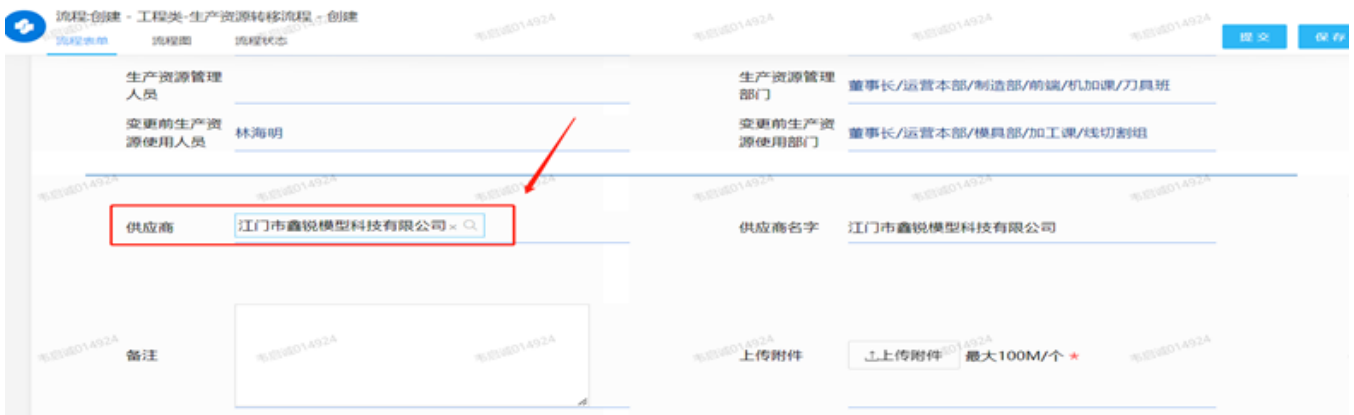 流程:创建 - 工程类-生产资源转移流程 - 创建
流程表单 流程图 流程状态 提交 保存
生产资源管理人员
生产资源管理部门 董事长/运营本部/制造部/前端/机加课/刀具班
变更前生产资源使用人员 林海明
变更前生产资源使用部门 董事长/运营本部/模具部/加工课/线切割组
供应商 江门市鑫锐模型科技有限公司 ×
供应商名字 江门市鑫锐模型科技有限公司
备注
上传附件 上传附件 最大100M/个 *